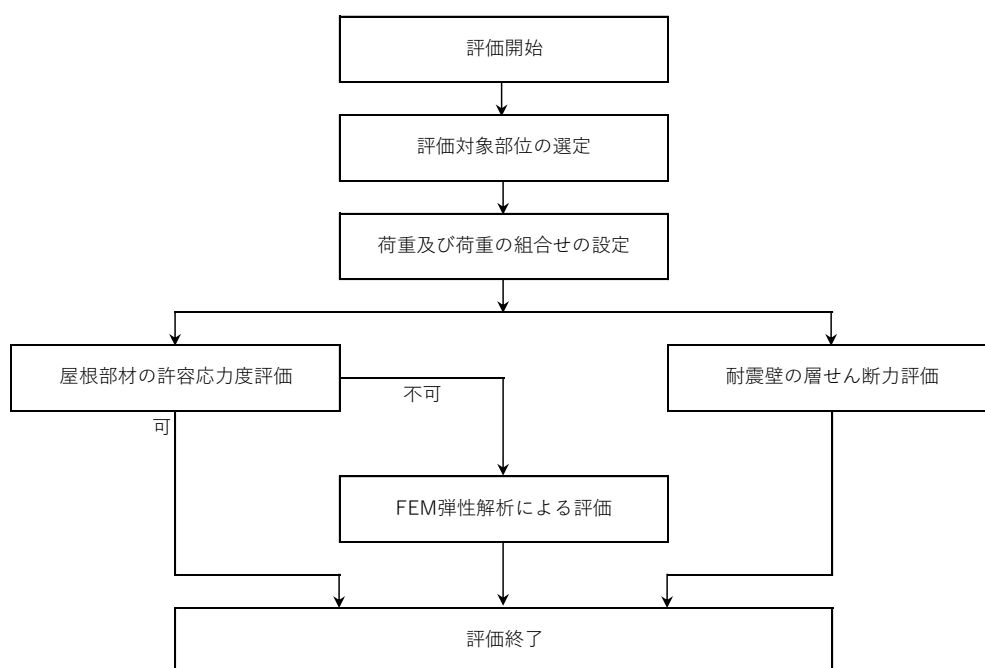 評価開始
評価対象部位の選定
荷重及び荷重の組合せの設定
屋根部材の許容応力度評価
不可
耐震壁の層せん断力評価
可
FEM弾性解析による評価
評価終了